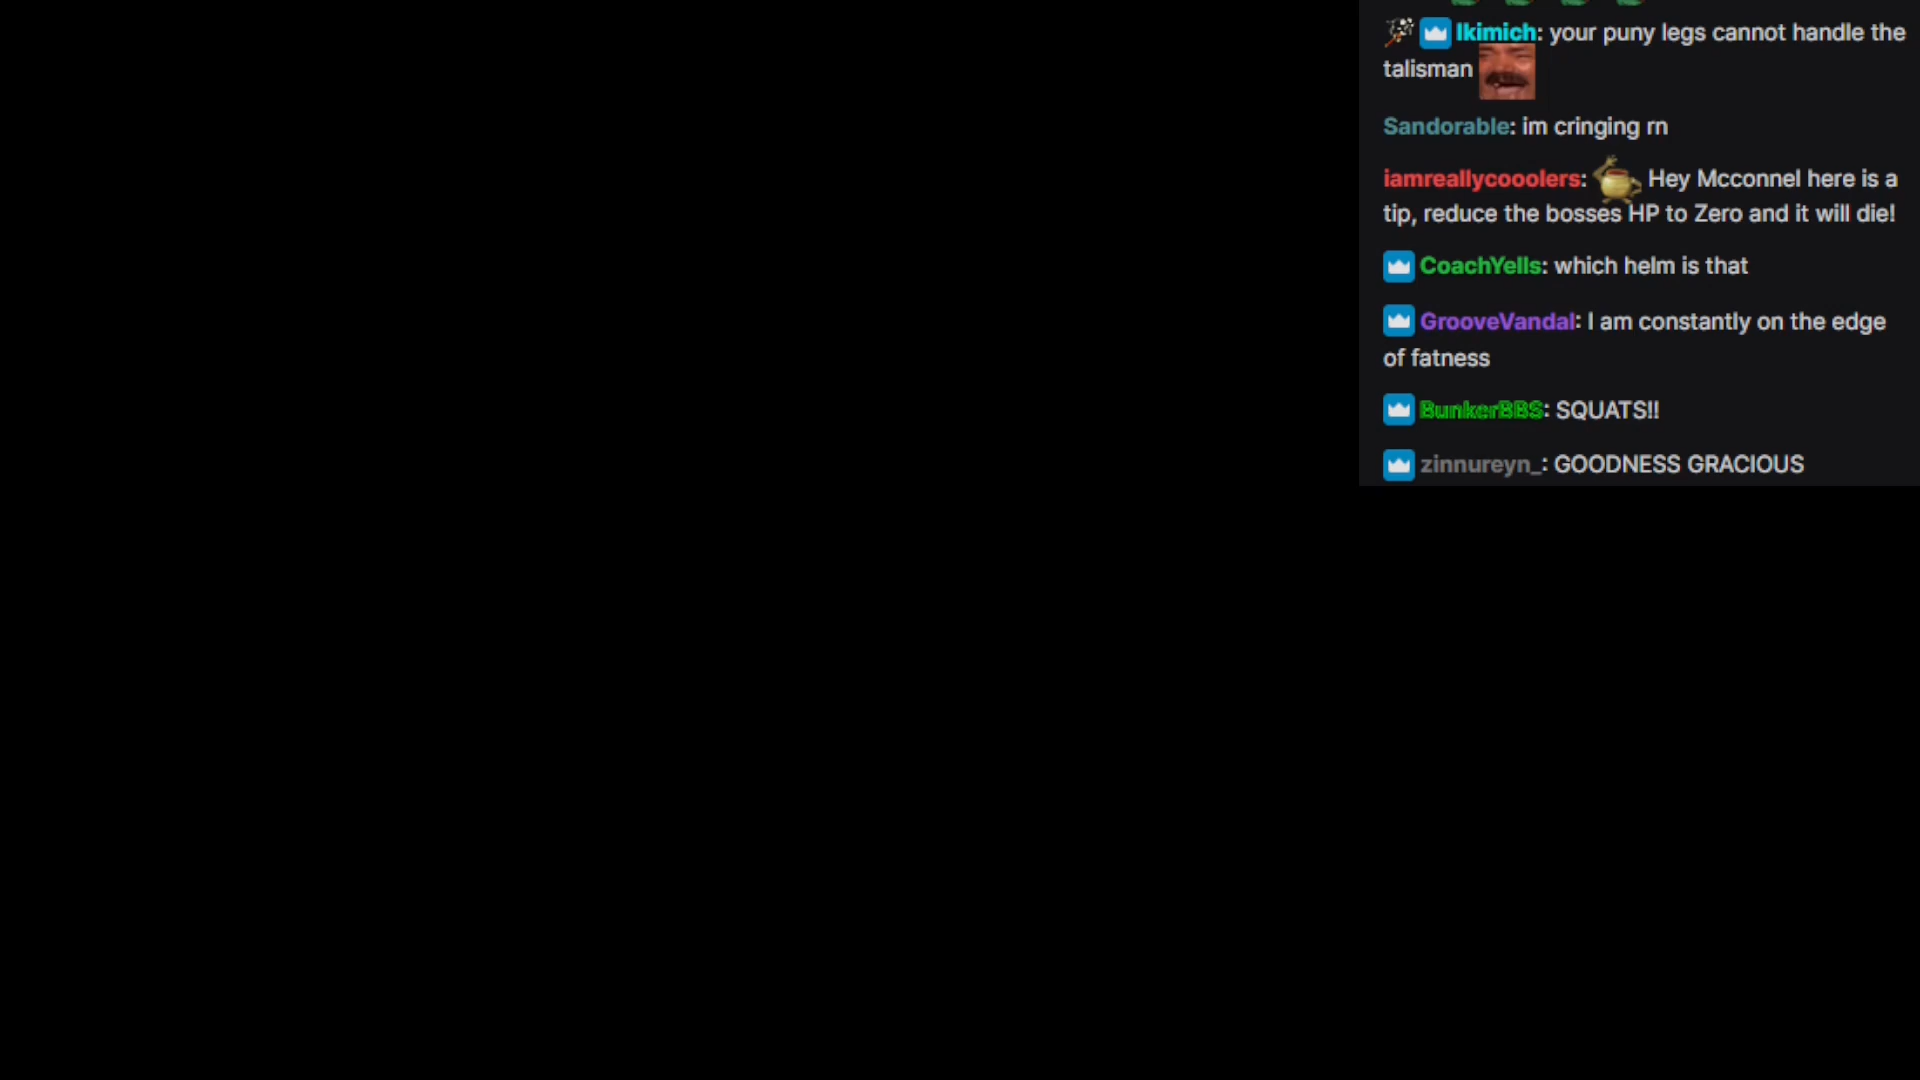 Ikimich: your puny legs cannot handle the
talisman
Sandorable: im cringing rn
iamreallycooolers: Hey Mcconnel here is a
tip, reduce the bosses HP to Zero and it will die!
CoachYells: which helm is that
GrooveVandal: I am constantly on the edge
of fatness
BunkerBBS: SQUATS!!
zinnureyn_: GOODNESS GRACIOUS